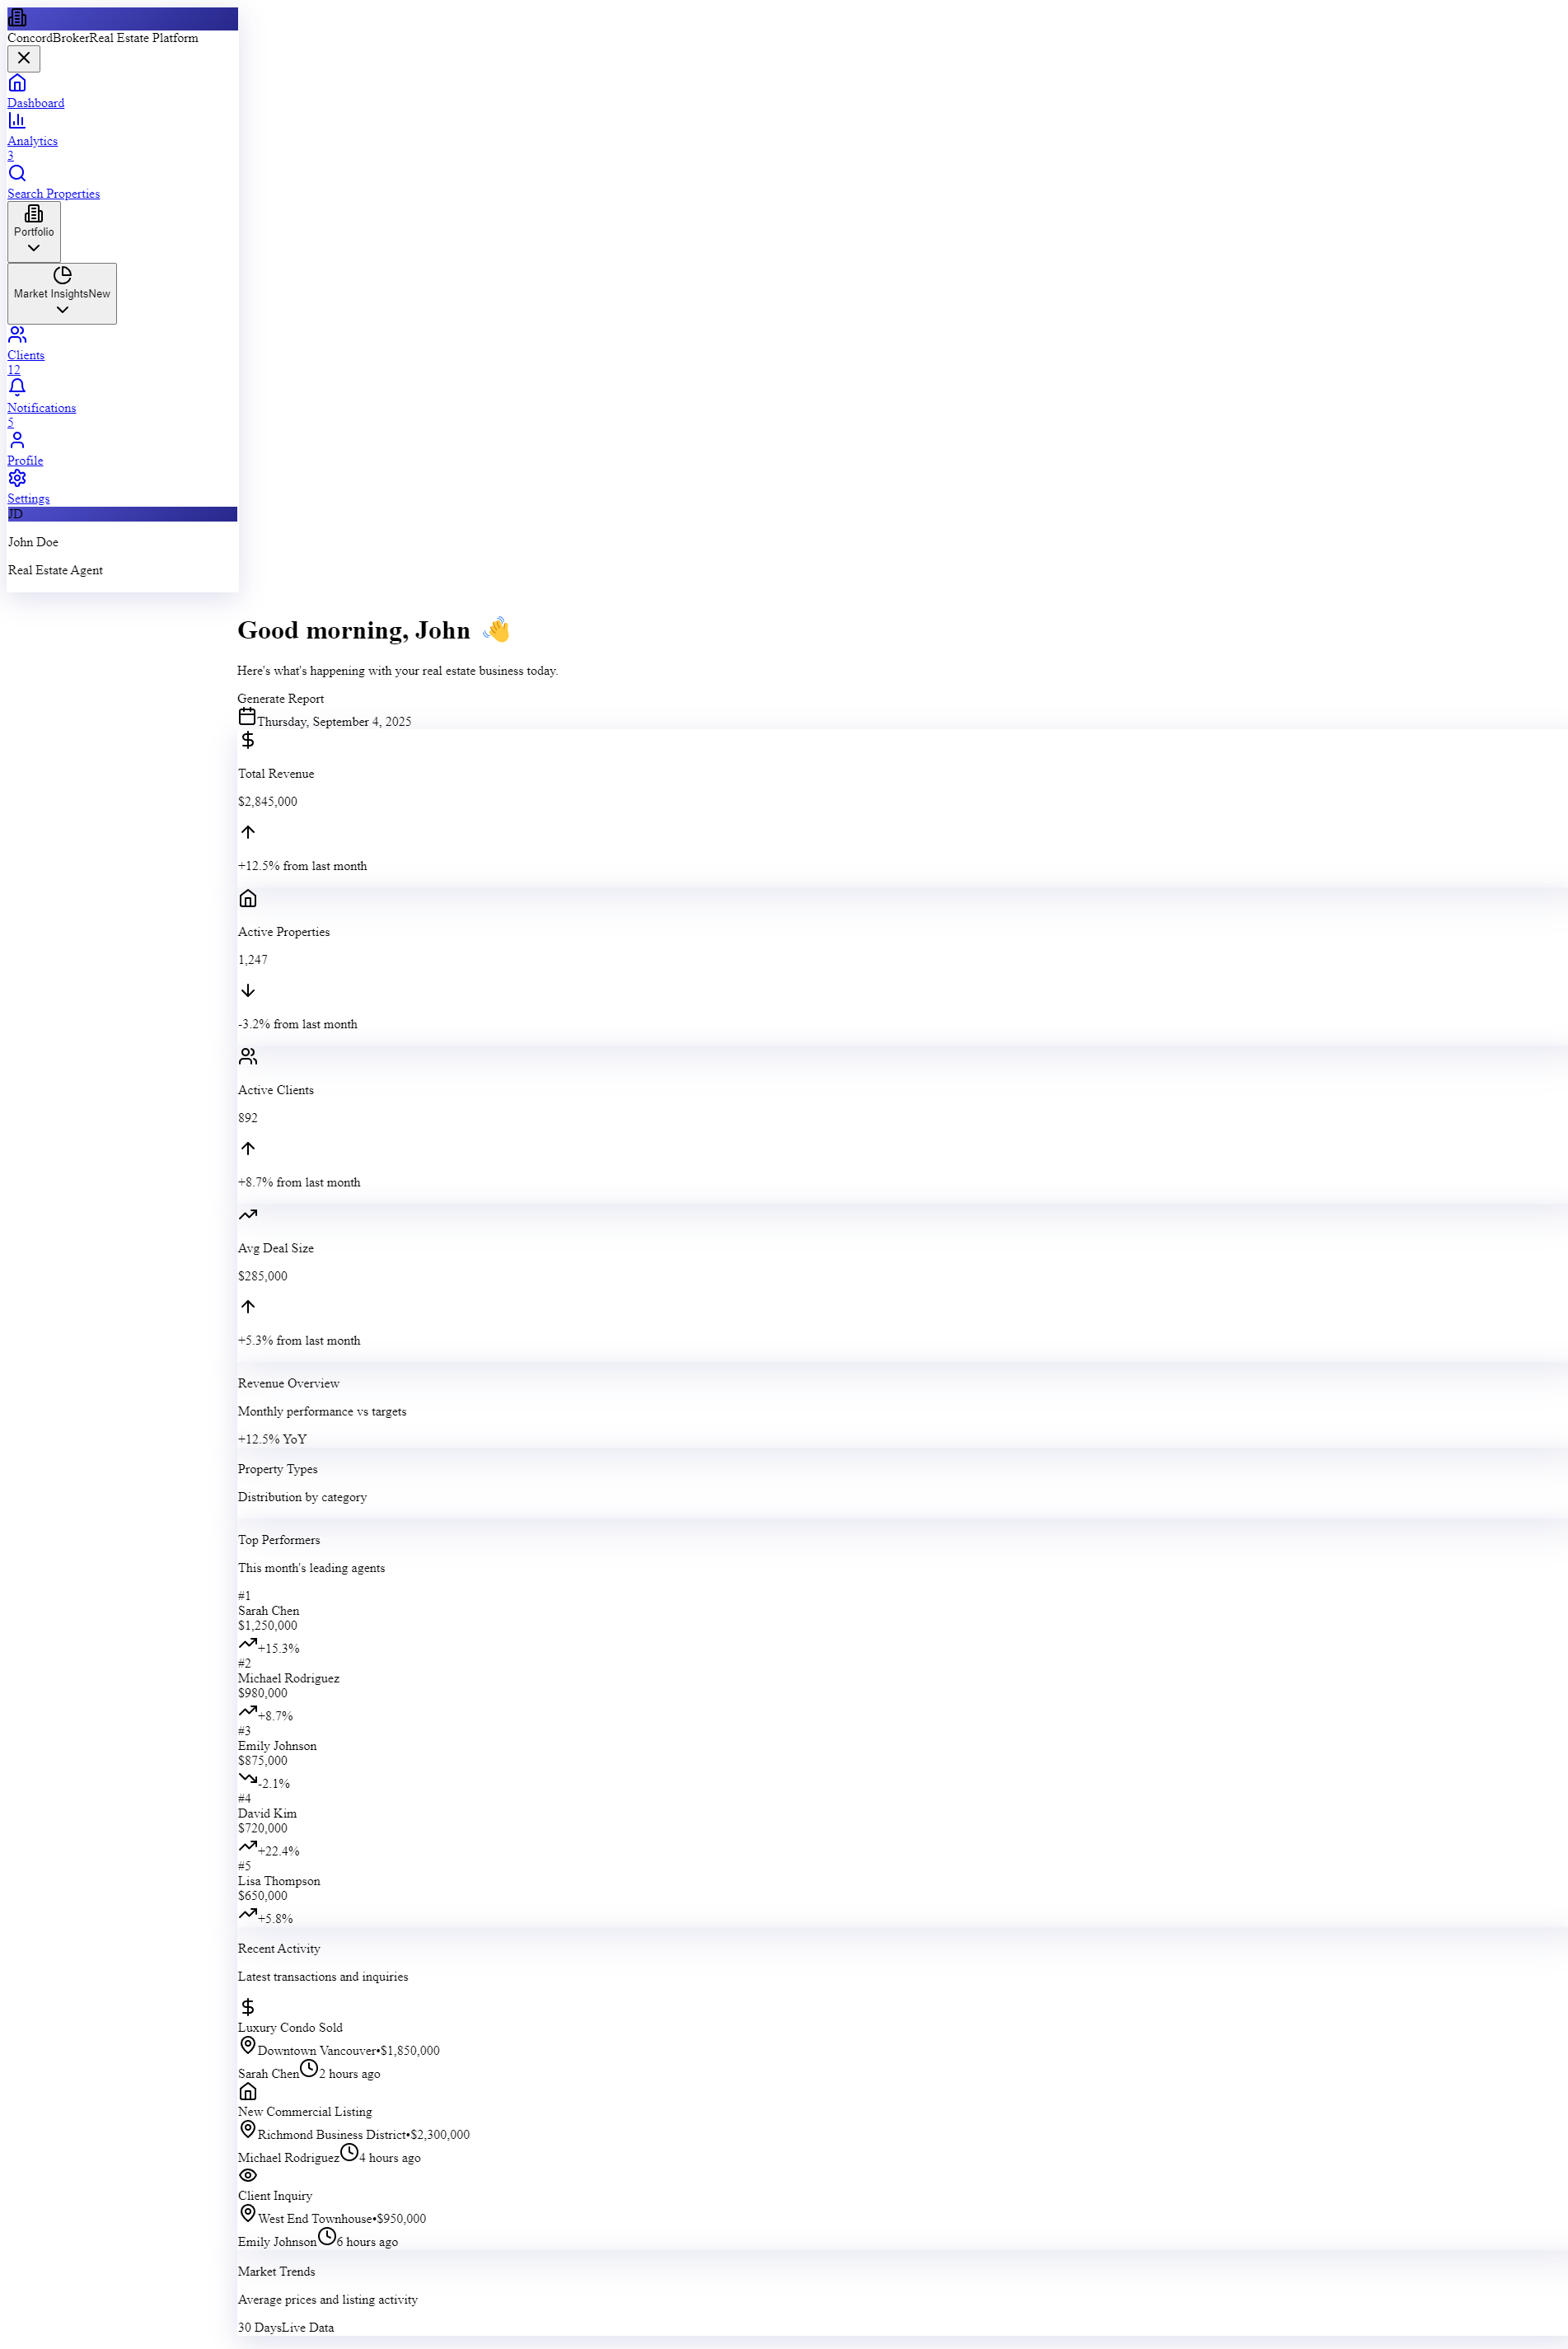 ConcordBrokerReal Estate Platform
Dashboard
Analytics
3
Search Properties
Portfolio
Market InsightsNew
Clients
12
Notifications
5
Profile
Settings
JD
John Doe
Real Estate Agent
Good morning, John 👋
Here's what's happening with your real estate business today.
Generate Report
Thursday, September 4, 2025
Total Revenue
$2,845,000
+12.5% from last month
Active Properties
1,247
-3.2% from last month
Active Clients
892
+8.7% from last month
Avg Deal Size
$285,000
+5.3% from last month
Revenue Overview
Monthly performance vs targets
+12.5% YoY
Property Types
Distribution by category
Top Performers
This month's leading agents
#1
Sarah Chen
$1,250,000
+15.3%
#2
Michael Rodriguez
$980,000
+8.7%
#3
Emily Johnson
$875,000
-2.1%
#4
David Kim
$720,000
+22.4%
#5
Lisa Thompson
$650,000
+5.8%
Recent Activity
Latest transactions and inquiries
Luxury Condo Sold
Downtown Vancouver•$1,850,000
Sarah Chen 2 hours ago
New Commercial Listing
Richmond Business District•$2,300,000
Michael Rodriguez 4 hours ago
Client Inquiry
West End Townhouse•$950,000
Emily Johnson 6 hours ago
Market Trends
Average prices and listing activity
30 DaysLive Data